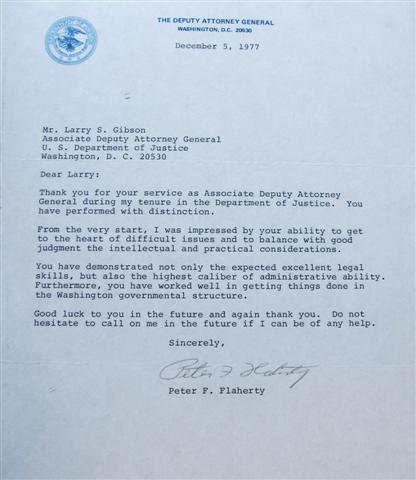 THE DEPUTY ATTORNEY GENERAL
WASHINGTON, D.C. 20530
December 5, 1977
Mr. Larry S. Gibson
Associate Deputy Attorney General
U. S. Department of Justice
Washington, D. C. 20530
Dear Larry:
Thank you for your service as Associate Deputy Attorney
General during my tenure in the Department of Justice. You
have performed with distinction.
From the very start, I was impressed by your ability to get
to the heart of difficult issues and to balance with good
judgment the intellectual and practical considerations.
You have demonstrated not only the expected excellent legal
skills, but also the highest caliber of administrative ability.
Furthermore, you have worked well in getting things done in
the Washington governmental structure.
Good luck to you in the future and again thank you. Do not
hesitate to call on me in the future if I can be of any help.
Sincerely,
Peter F Flaherty
Peter F. Flaherty